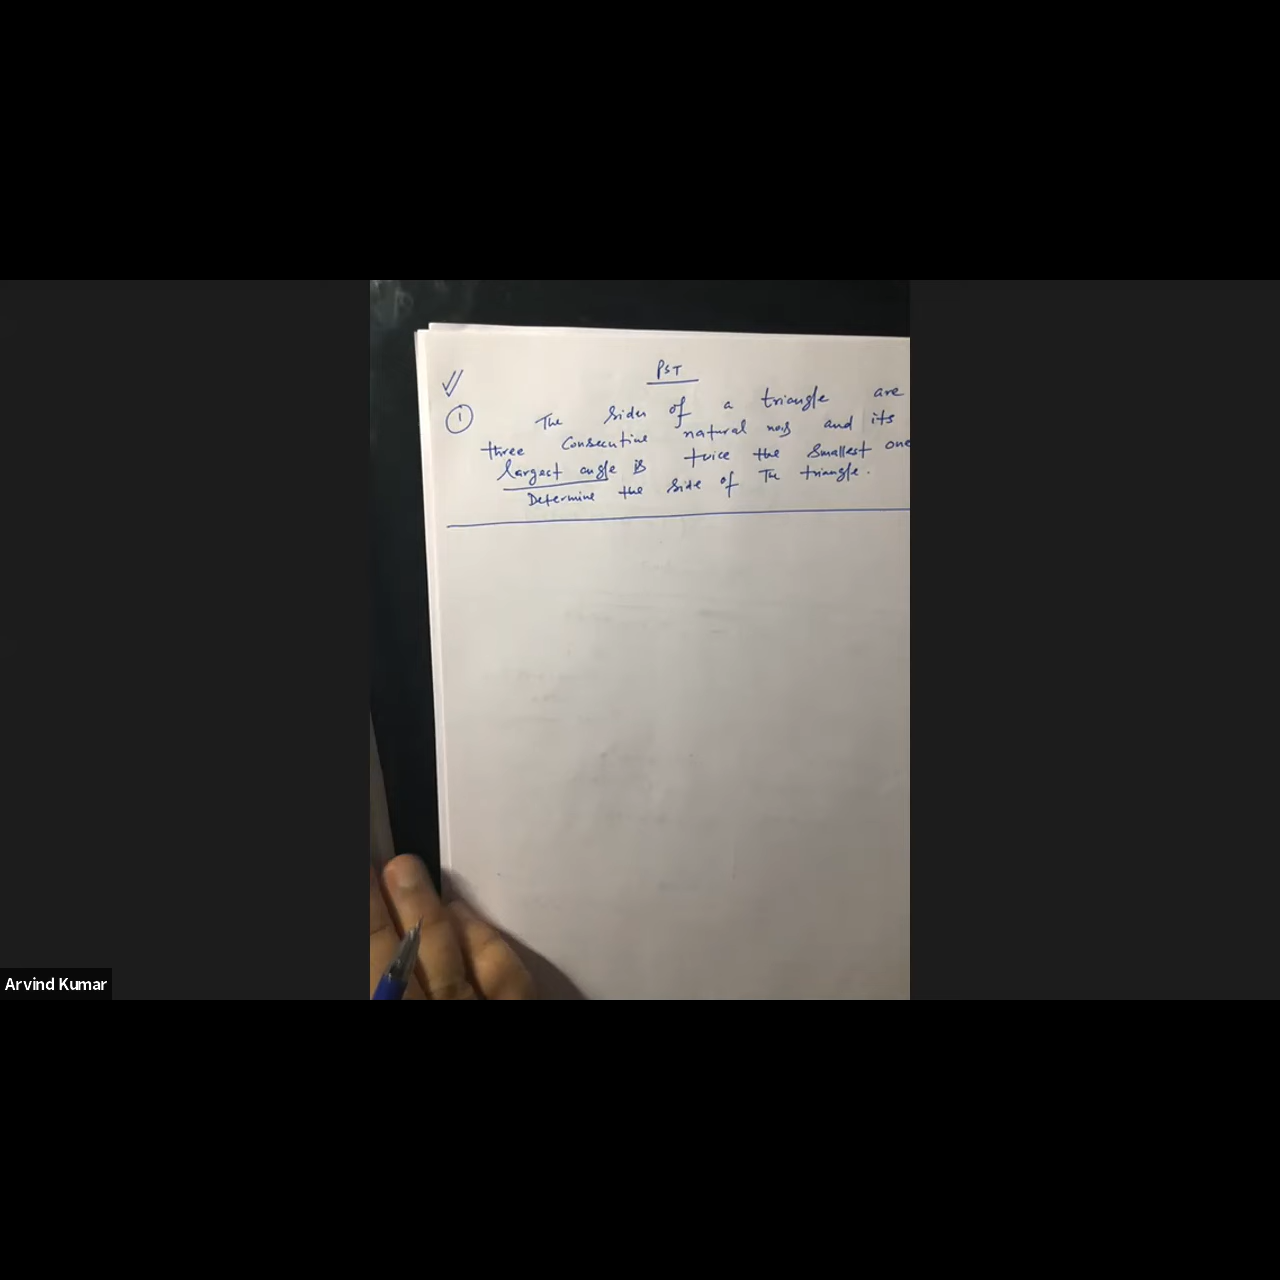 PST
① The sides of a triangle are
three consecutive natural nos and its
largest angle is twice the smallest one
Determine the side of The triangle.
Arvind Kumar